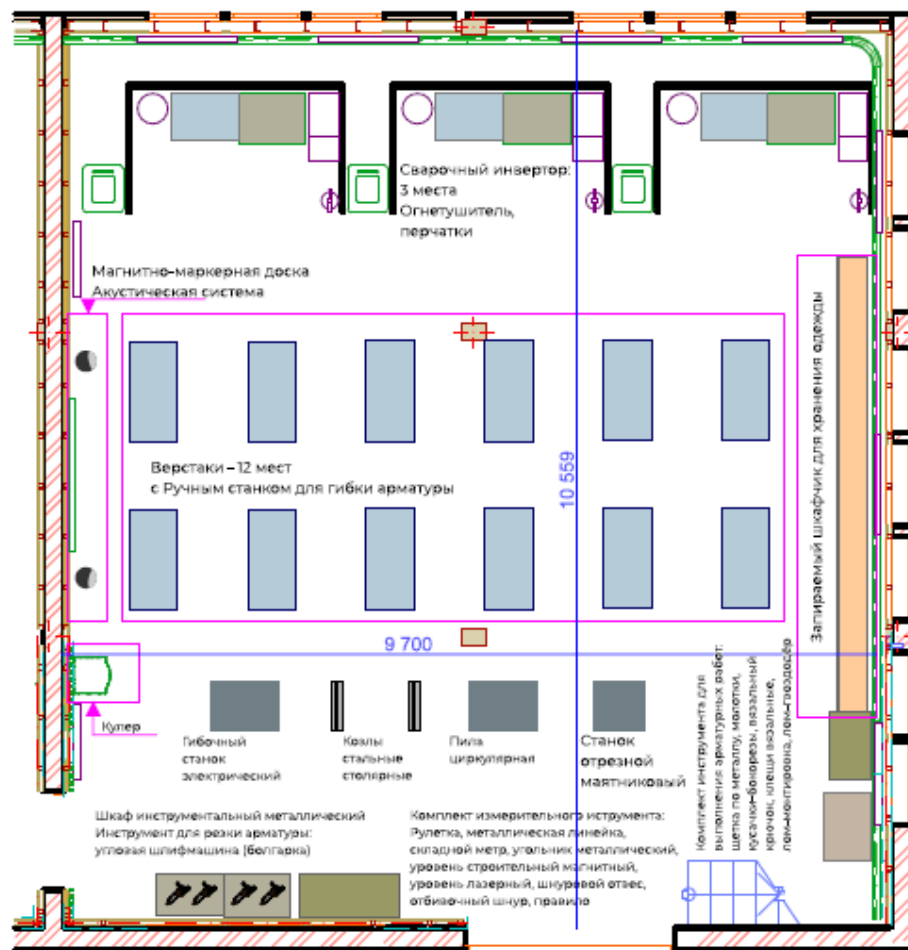 Сварочный инвертор:
3 места
Огнетушитель,
перчатки
Магнитно-маркерная доска
Акустическая система
Запираемый шкафчик для хранения одежды
Верстаки – 12 мест
с Ручным станком для гибки арматуры
10 559
9 700
Кулер
Гибочный
станок
электрический
Козлы
стальные
столярные
Пила
циркулярная
Станок
отрезной
маятниковый
Комплект инструмента для
выполнения арматурных работ:
щетка по металлу, молотки,
кусачки-бокорезы, вязальный
крючок, клещи вязальные,
лом-монтировка, лом-гвоздодёр
Шкаф инструментальный металлический
Инструмент для резки арматуры:
угловая шлифмашина (болгарка)
Комплект измерительного иструмента:
Рулетка, металлическая линейка,
складной метр, угольник металлический,
уровень строительный магнитный,
уровень лазерный, шнуровой отвес,
отбивочный шнур, правило